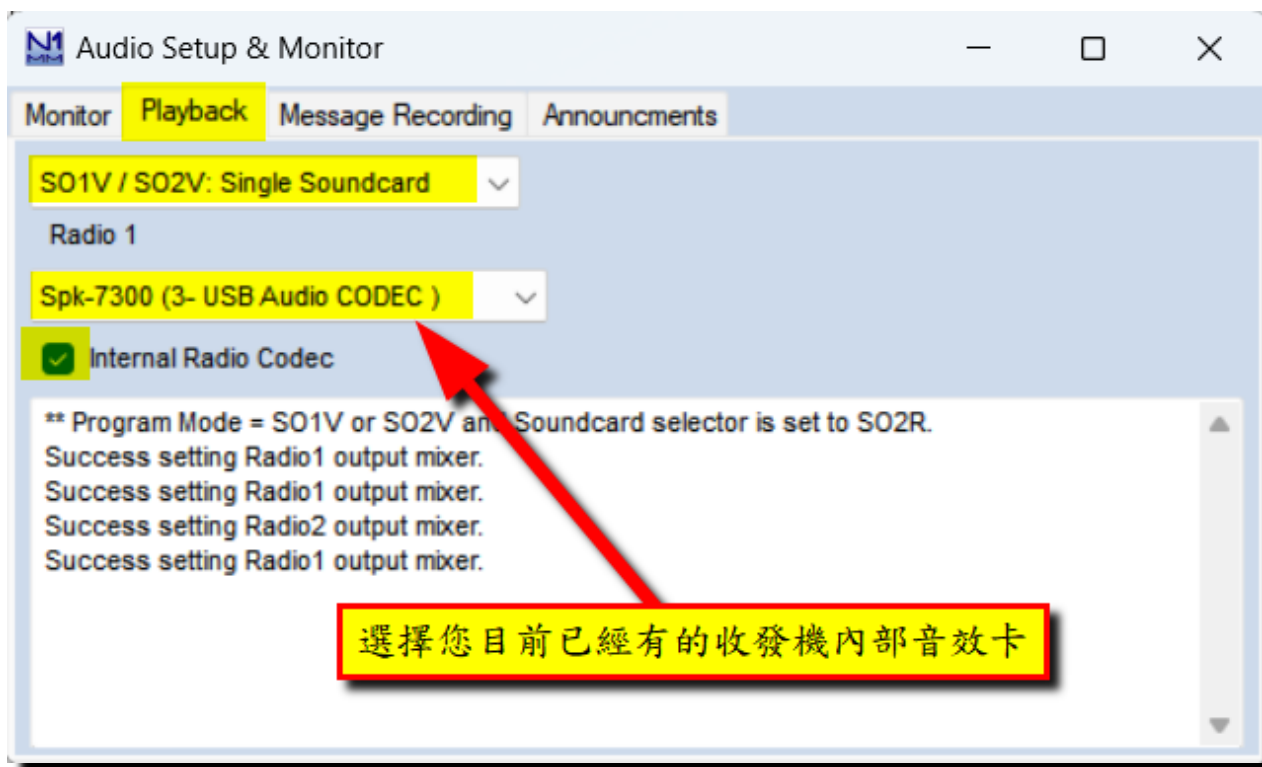 N1
MM
Audio Setup & Monitor
Monitor Playback Message Recording Announcments
SO1V / SO2V: Single Soundcard
Radio 1
Spk-7300 (3- USB Audio CODEC )
Internal Radio Codec
** Program Mode = SO1V or SO2V and Soundcard selector is set to SO2R.
Success setting Radio1 output mixer.
Success setting Radio1 output mixer.
Success setting Radio2 output mixer.
Success setting Radio1 output mixer.
選擇您目前已經有的收發機內部音效卡